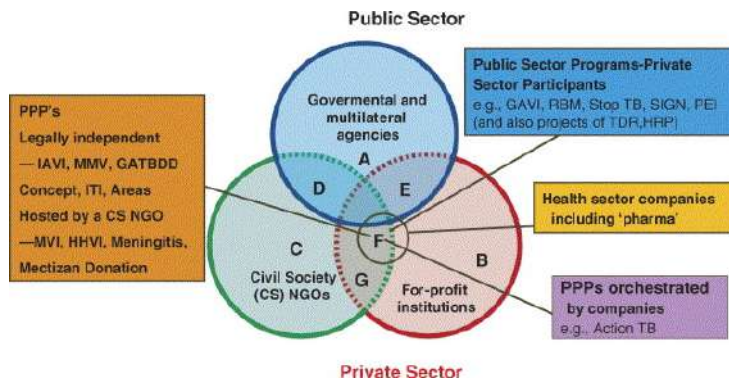 Public Sector
Govermental and
multilateral
agencies
A
D
E
F
C
B
G
Civil Society
(CS) NGOs
For-profit
institutions
Private Sector
PPP's
Legally independent
— IAVI, MMV, GATBDD
Concept, ITI, Areas
Hosted by a CS NGO
—MVI, HHVI, Meningitis,
Mectizan Donation
Public Sector Programs-Private
Sector Participants
e.g., GAVI, RBM, Stop TB, SIGN, PEI
(and also projects of TDR,HRP)
Health sector companies
including 'pharma'
PPPs orchestrated
by companies
e.g., Action TB